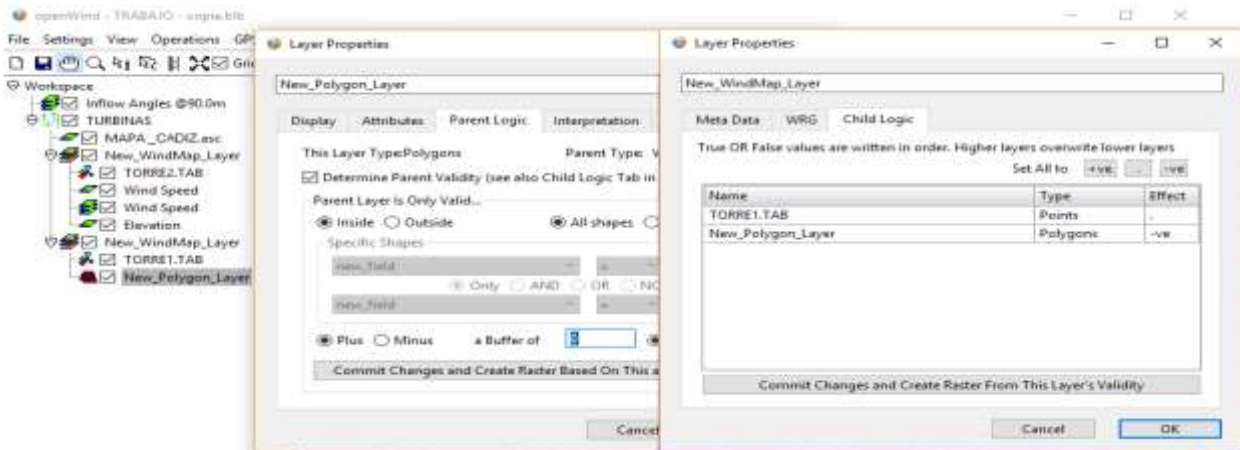 openWind - TRABAJO - copia.blb
File Settings View Operations GPS
Grid
Workspace
Inflow Angles @90.0m
TURBINAS
MAPA_CADIZ.asc
New_WindMap_Layer
TORRE2.TAB
Wind Speed
Wind Speed
Elevation
New_WindMap_Layer
TORRE1.TAB
New_Polygon_Layer
Layer Properties
New_Polygon_Layer
Display Attributes Parent Logic Interpretation
This Layer Type:Polygons Parent Type:
Determine Parent Validity (see also Child Logic Tab in
Parent Layer Is Only Valid...
Inside Outside All shapes
Specific Shapes
new_field =
Only AND OR
new_field =
Plus Minus a Buffer of
Commit Changes and Create Raster Based On This
Cancel
Layer Properties
New_WindMap_Layer
Meta Data WRG Child Logic
True OR False values are written in order. Higher layers overwrite lower layers
Set All to +ve . -ve
Name Type Effect
TORRE1.TAB Points .
New_Polygon_Layer Polygons -ve
Commit Changes and Create Raster From This Layer's Validity
Cancel OK